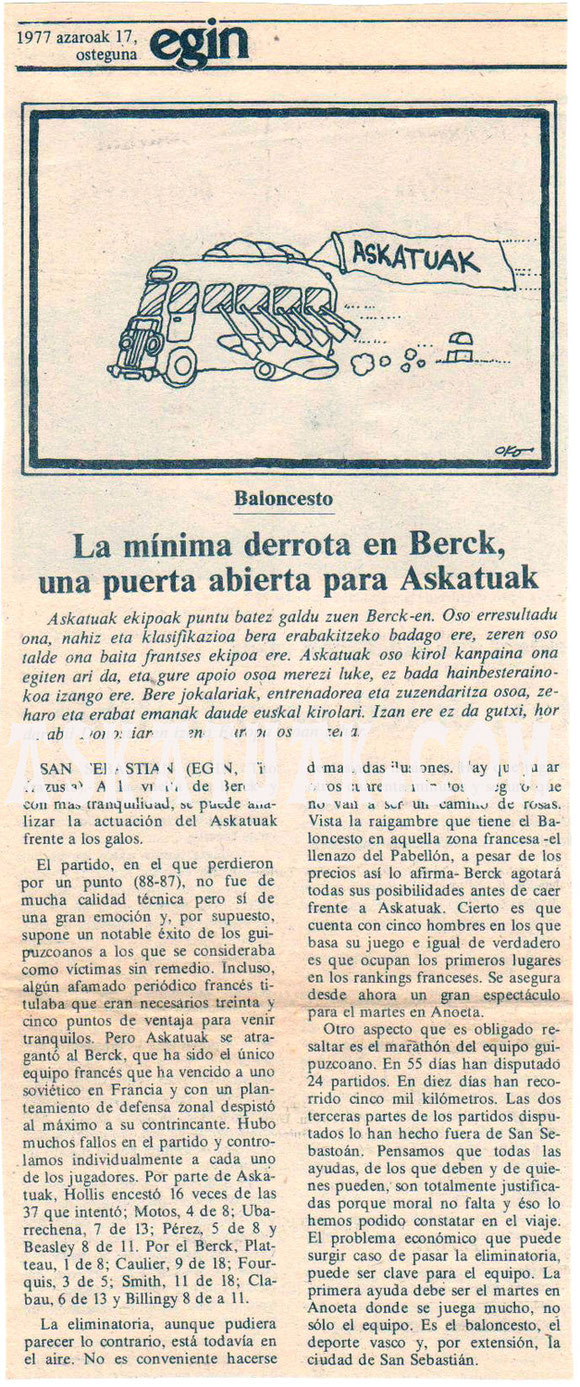 1977 azaroak 17,
osteguna
egin
ASKATUAK
OKO
Baloncesto
La mínima derrota en Berck,
una puerta abierta para Askatuak
Askatuak ekipoak puntu batez galdu zuen Berck-en. Oso erresultadu
ona, nahiz eta klasifikazioa bera erabakitzeko badago ere, zeren oso
talde ona baita frantses ekipoa ere. Askatuak oso kirol kanpaina ona
egiten ari da, eta gure apoio osoa merezi luke, ez bada hainbesteraino-
koa izango ere. Bere jokalariak, entrenadorea eta zuzendaritza osoa, ze-
haro eta erabat emanak daude euskal kirolari. Izan ere ez da gutxi, hor
ASKATUAK.COM
SAN SEBASTIAN (EGIN,
con más tranquilidad, se puede ana-
lizar la actuación del Askatuak
frente a los galos.
El partido, en el que perdieron
por un punto (88-87), no fue de
mucha calidad técnica pero sí de
una gran emoción y, por supuesto,
supone un notable éxito de los gui-
puzcoanos a los que se consideraba
como víctimas sin remedio. Incluso,
algún afamado periódico francés ti-
tulaba que eran necesarios treinta y
cinco puntos de ventaja para venir
tranquilos. Pero Askatuak se atra-
gantó al Berck, que ha sido el único
equipo francés que ha vencido a uno
soviético en Francia y con un plan-
teamiento de defensa zonal despistó
al máximo a su contrincante. Hubo
muchos fallos en el partido y contro-
lamos individualmente a cada uno
de los jugadores. Por parte de Aska-
tuak, Hollis encestó 16 veces de las
37 que intentó; Motos, 4 de 8; Uba-
rrechena, 7 de 13; Pérez, 5 de 8 y
Beasley 8 de 11. Por el Berck, Plat-
teau, 1 de 8; Caulier, 9 de 18; Four-
quis, 3 de 5; Smith, 11 de 18; Cla-
bau, 6 de 13 y Billingy 8 de a 11.
La eliminatoria, aunque pudiera
parecer lo contrario, está todavía en
el aire. No es conveniente hacerse
demasiadas ilusiones. Hay que jugar
otros cuarenta minutos y seguro que
no van a ser un camino de rosas.
Vista la raigambre que tiene el Ba-
loncesto en aquella zona francesa -el
llenazo del Pabellón, a pesar de los
precios así lo afirma- Berck agotará
todas sus posibilidades antes de caer
frente a Askatuak. Cierto es que
cuenta con cinco hombres en los que
basa su juego e igual de verdadero
es que ocupan los primeros lugares
en los rankings franceses. Se asegura
desde ahora un gran espectáculo
para el martes en Anoeta.
Otro aspecto que es obligado re-
saltar es el marathón del equipo gui-
puzcoano. En 55 días han disputado
24 partidos. En diez días han reco-
rrido cinco mil kilómetros. Las dos
terceras partes de los partidos dispu-
tados lo han hecho fuera de San Se-
bastoán. Pensamos que todas las
ayudas, de los que deben y de quie-
nes pueden, son totalmente justifica-
das porque moral no falta y éso lo
hemos podido constatar en el viaje.
El problema económico que puede
surgir caso de pasar la eliminatoria,
puede ser clave para el equipo. La
primera ayuda debe ser el martes en
Anoeta donde se juega mucho, no
sólo el equipo. Es el baloncesto, el
deporte vasco y, por extensión, la
ciudad de San Sebastián.